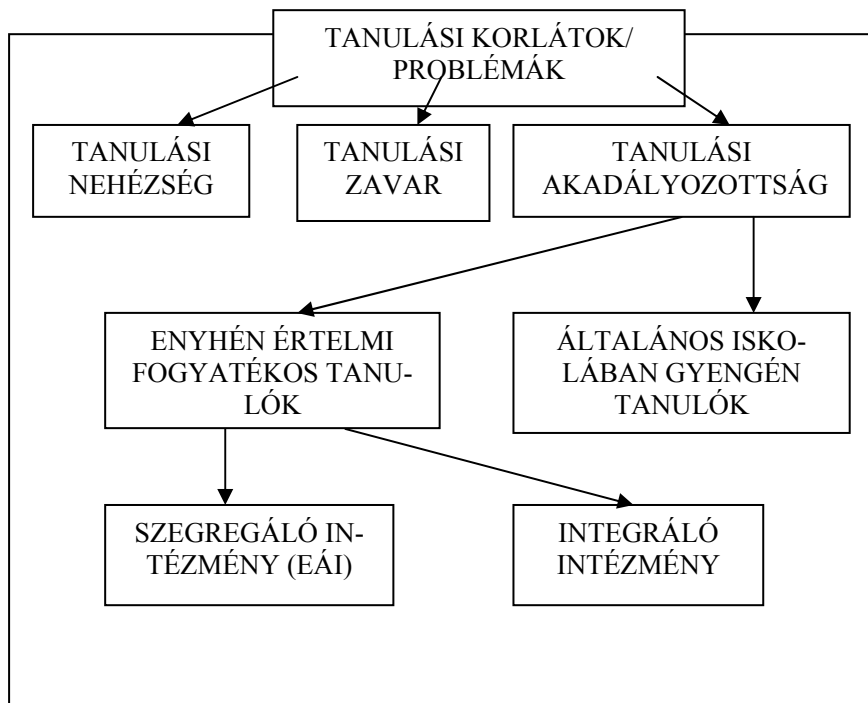 TANULÁSI KORLÁTOK/
PROBLÉMÁK
TANULÁSI
NEHÉZSÉG
TANULÁSI
ZAVAR
TANULÁSI
AKADÁLYOZOTTSÁG
ENYHÉN ÉRTELMI
FOGYATÉKOS TANU-
LÓK
ÁLTALÁNOS ISKO-
LÁBAN GYENGÉN
TANULÓK
SZEGREGÁLÓ IN-
TÉZMÉNY (EÁI)
INTEGRÁLÓ
INTÉZMÉNY